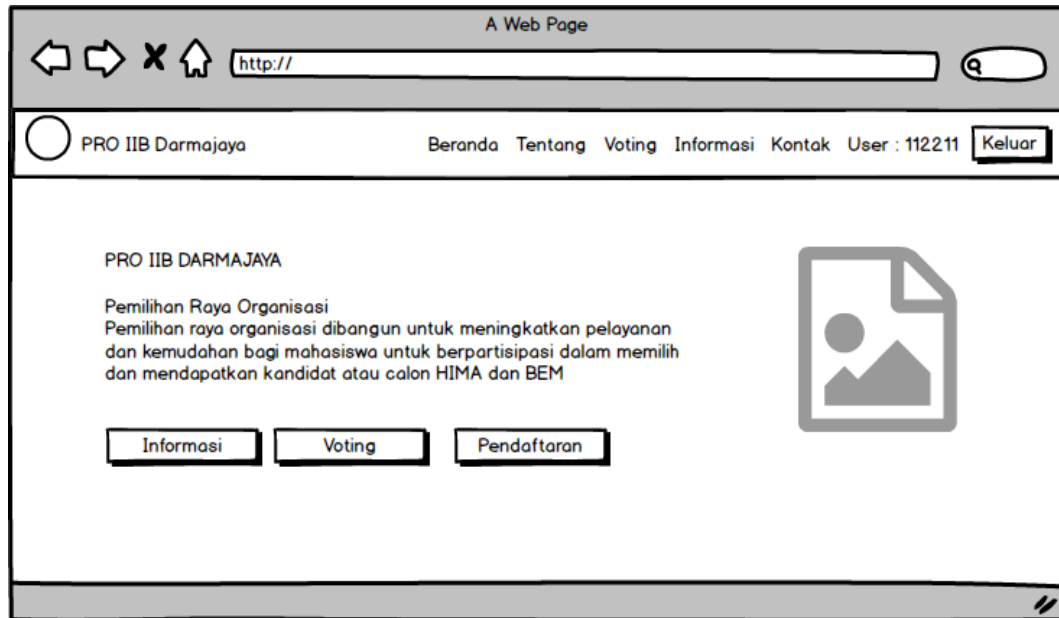 A Web Page
http://
PRO IIB Darmajaya Beranda Tentang Voting Informasi Kontak User : 112211 Keluar
PRO IIB DARMAJAYA
Pemilihan Raya Organisasi
Pemilihan raya organisasi dibangun untuk meningkatkan pelayanan
dan kemudahan bagi mahasiswa untuk berpartisipasi dalam memilih
dan mendapatkan kandidat atau calon HIMA dan BEM
Informasi Voting Pendaftaran